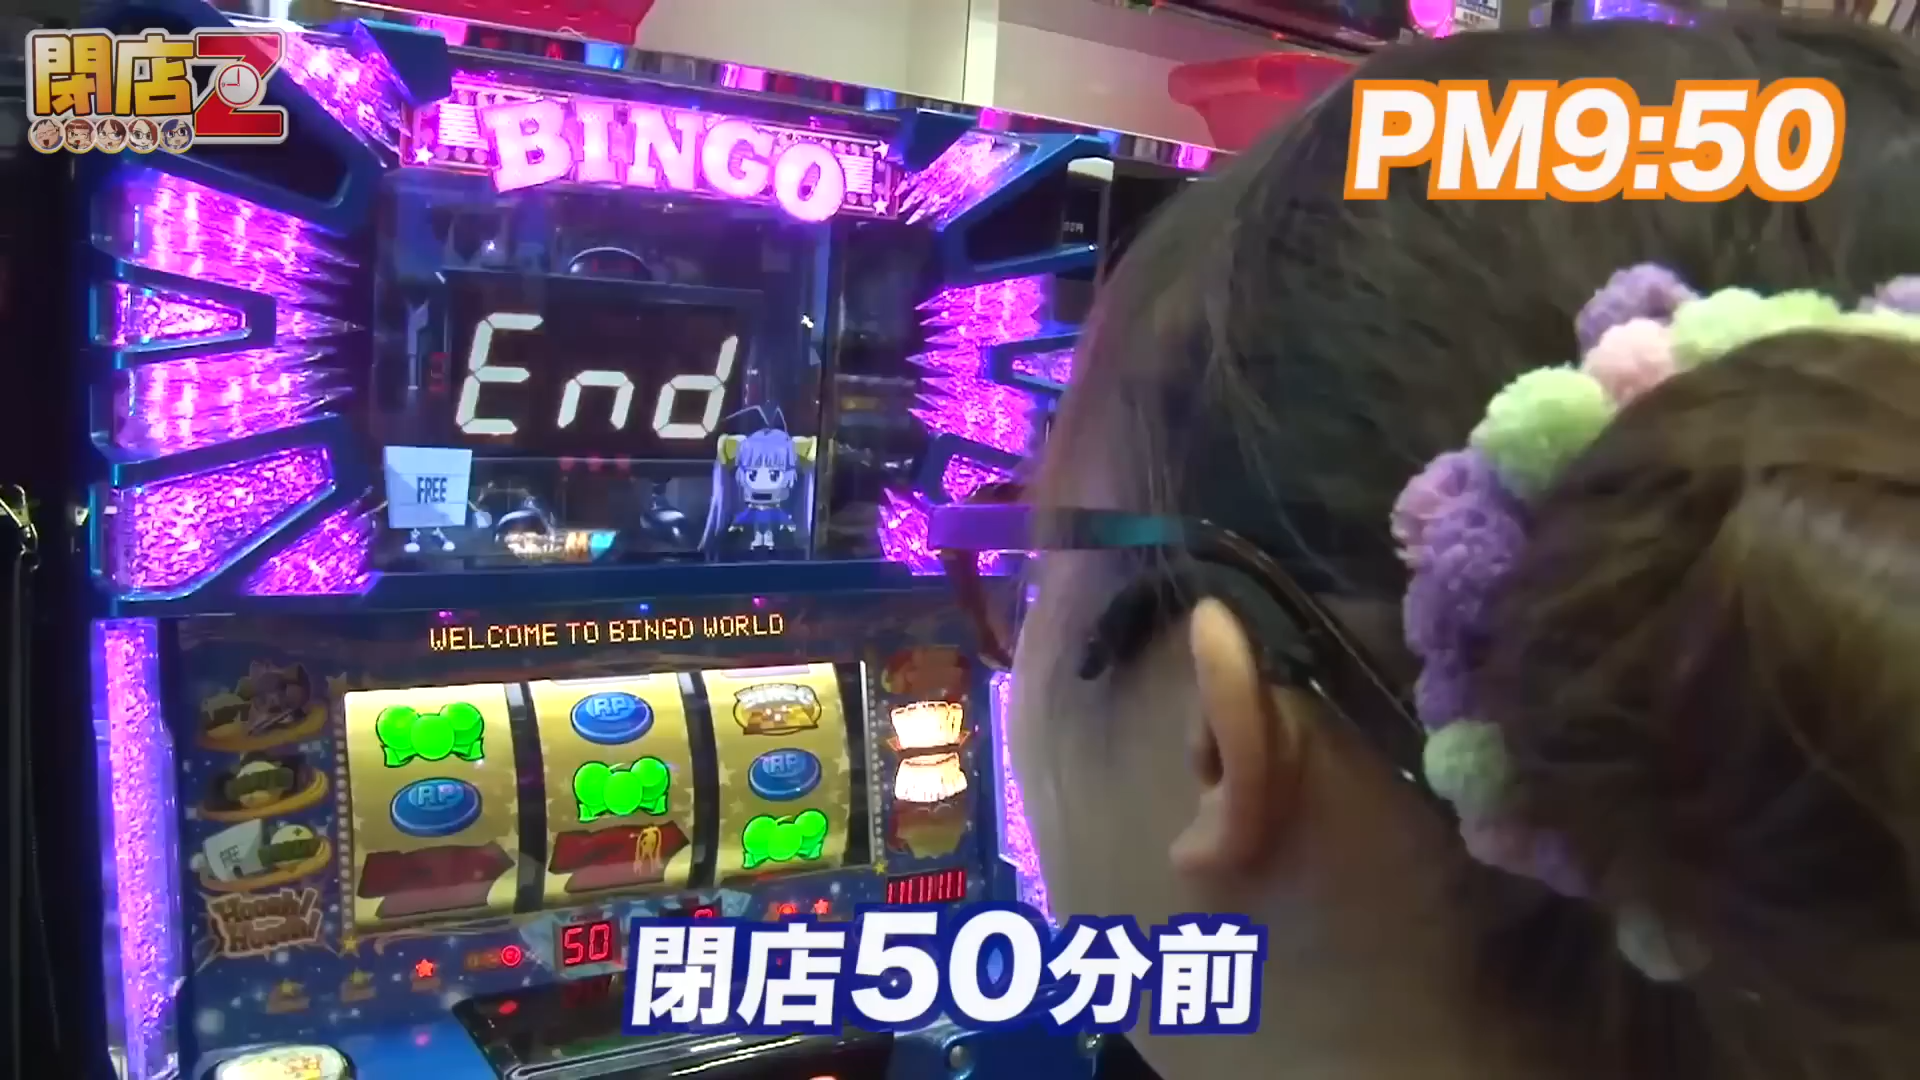 閉店Z
PM9:50
BINGO
End
FREE
WELCOME TO BINGO WORLD
RP
BINGO
RP
RP
50
閉店50分前